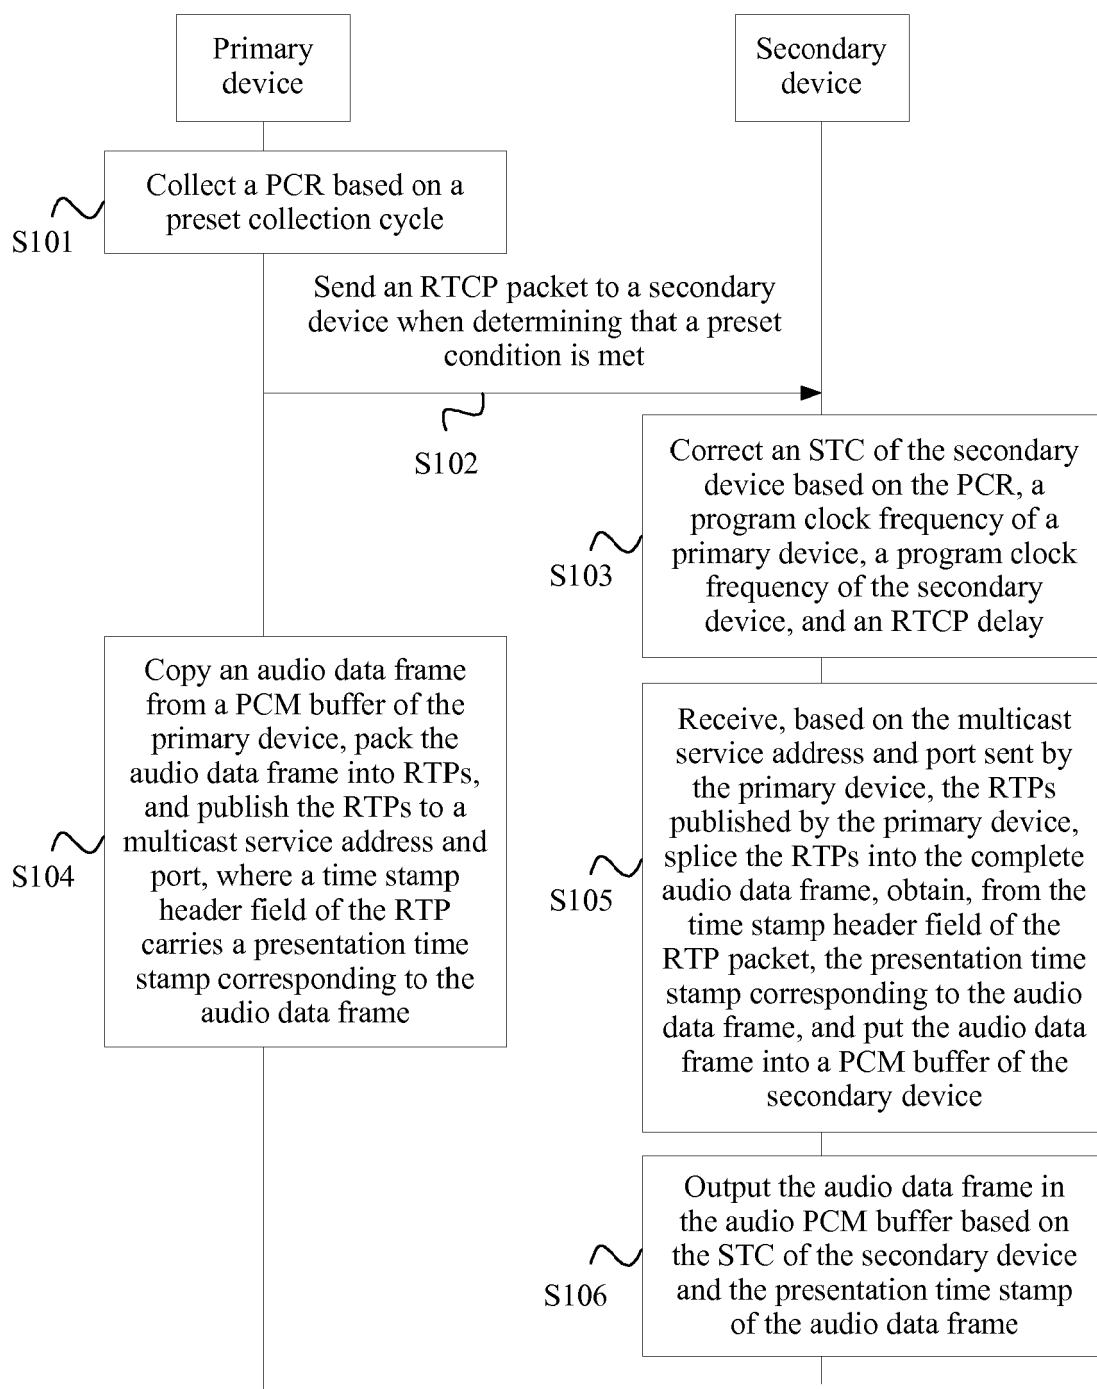 Primary
device
Secondary
device
Collect a PCR based on a
preset collection cycle
S101
Send an RTCP packet to a secondary
device when determining that a preset
condition is met
S102
Correct an STC of the secondary
device based on the PCR, a
program clock frequency of a
primary device, a program clock
frequency of the secondary
device, and an RTCP delay
S103
Copy an audio data frame
from a PCM buffer of the
primary device, pack the
audio data frame into RTPs,
and publish the RTPs to a
multicast service address and
port, where a time stamp
header field of the RTP
carries a presentation time
stamp corresponding to the
audio data frame
S104
Receive, based on the multicast
service address and port sent by
the primary device, the RTPs
published by the primary device,
splice the RTPs into the complete
audio data frame, obtain, from the
time stamp header field of the
RTP packet, the presentation time
stamp corresponding to the audio
data frame, and put the audio data
frame into a PCM buffer of the
secondary device
S105
Output the audio data frame in
the audio PCM buffer based on
the STC of the secondary device
and the presentation time stamp
of the audio data frame
S106